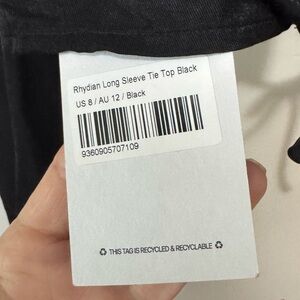 Rhydian Long Sleeve Tie Top Black
US 8 / AU 12 / Black
9360905707109
THIS TAG IS RECYCLED & RECYCLABLE